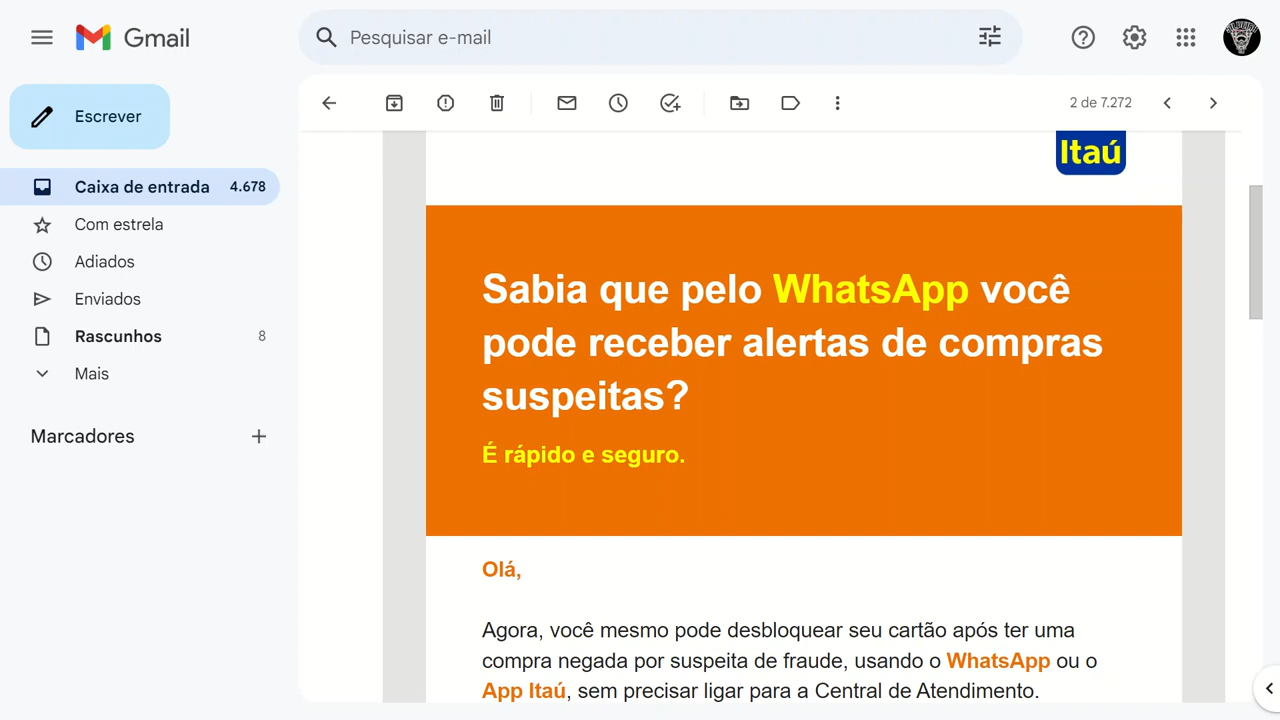 Gmail
Pesquisar e-mail
Escrever
2 de 7.272
Caixa de entrada 4.678
Com estrela
Adiados
Enviados
Rascunhos 8
Mais
Marcadores
Itaú
Sabia que pelo WhatsApp você
pode receber alertas de compras
suspeitas?
É rápido e seguro.
Olá,
Agora, você mesmo pode desbloquear seu cartão após ter uma
compra negada por suspeita de fraude, usando o WhatsApp ou o
App Itaú, sem precisar ligar para a Central de Atendimento.